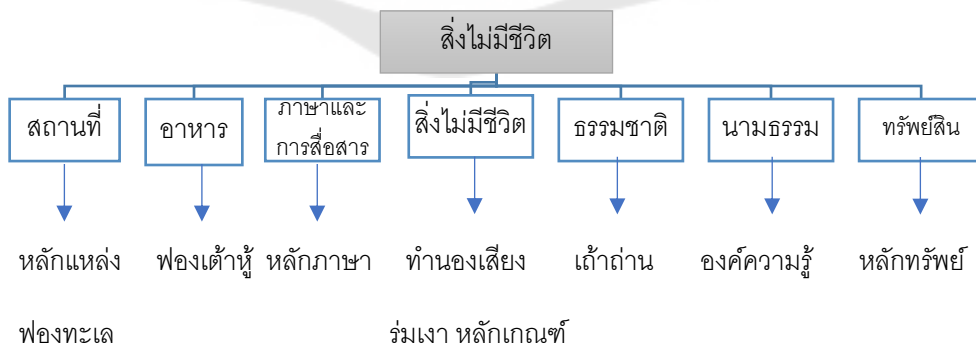 สิ่งไม่มีชีวิต
สถานที่
อาหาร
ภาษาและ
การสื่อสาร
สิ่งไม่มีชีวิต
ธรรมชาติ
นามธรรม
ทรัพย์สิน
หลักแหล่ง ฟองเต้าหู้ หลักภาษา ทำนองเสียง เถ้าถ่าน องค์ความรู้ หลักทรัพย์
ฟองทะเล ร่มเงา หลักเกณฑ์